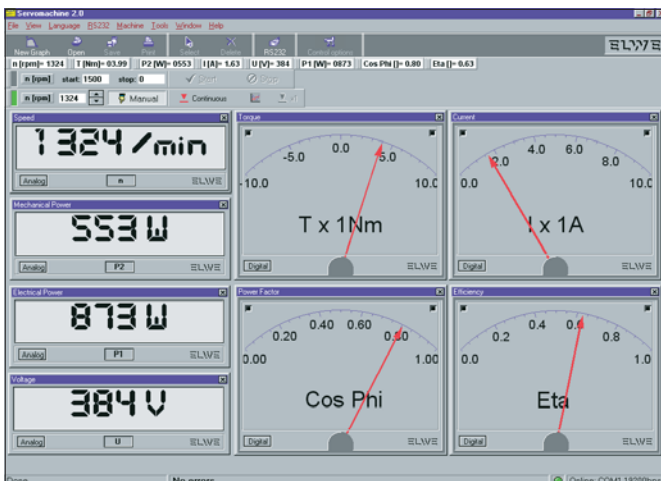 Servomachine 2.0
File View Language RS232 Machine Tools Window Help
New Graph Open Save Print Select Delete RS232 Control options
ELWE
n [rpm]= 1324 T [Nm]= 03.99 P2 [W]= 0553 I [A]= 1.63 U [V]= 384 P1 [W]= 0873 Cos Phi []= 0.80 Eta []= 0.63
n [rpm] start: 1500 stop: 0 Start Stop
n [rpm] 1324 Manual Continuous x1
Speed
1324/min
Analog n ELWE
Mechanical Power
553 W
Analog P2 ELWE
Electrical Power
873 W
Analog P1 ELWE
Voltage
384 V
Analog U ELWE
Torque
-10.0 -5.0 0.0 5.0 10.0
T x 1Nm
Digital ELWE
Current
0.0 2.0 4.0 6.0 8.0 10.0
I x 1A
Digital ELWE
Power Factor
0.00 0.20 0.40 0.60 0.80 1.00
Cos Phi
Digital ELWE
Efficiency
0.0 0.2 0.4 0.6 0.8 1.0
Eta
Digital ELWE
Done No errors Online: COM1,19200bps